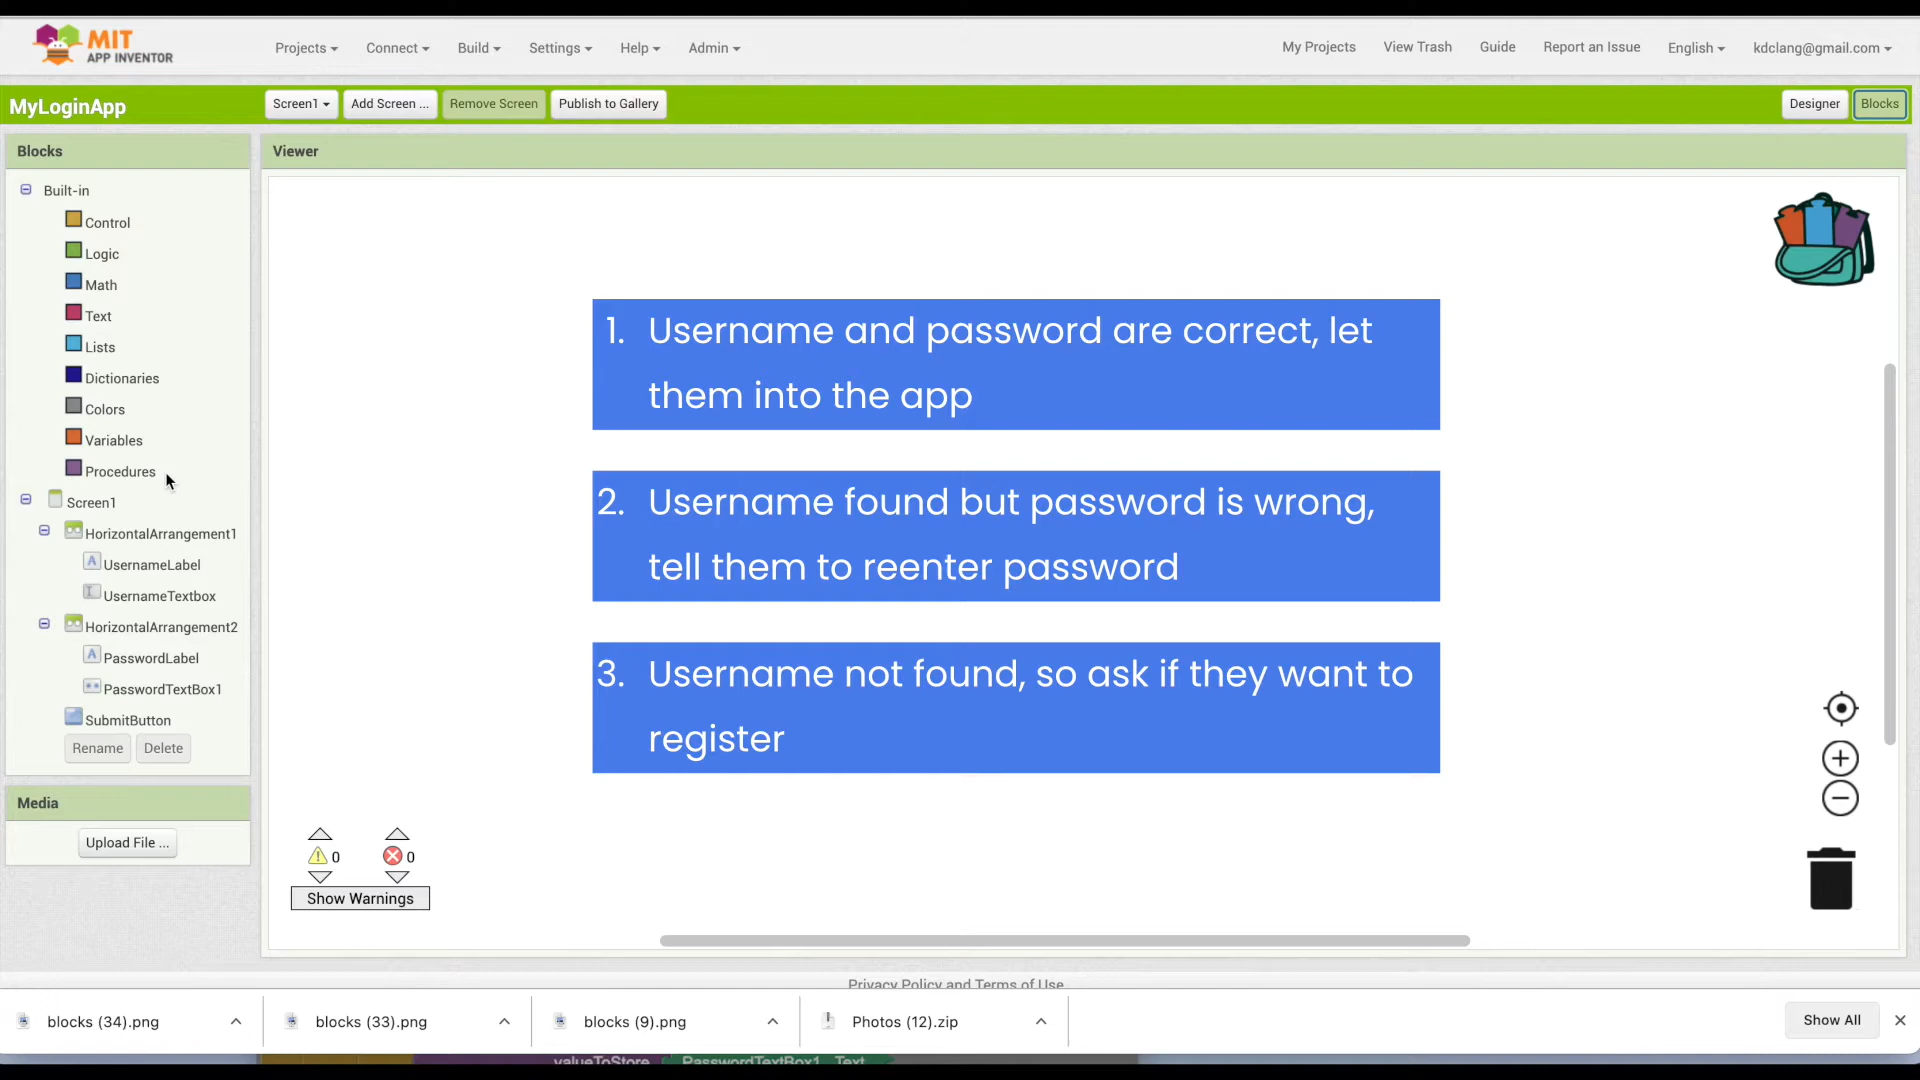 MIT
APP INVENTOR
Projects
Connect
Build
Settings
Help
Admin
My Projects
View Trash
Guide
Report an Issue
English
kdclang@gmail.com
MyLoginApp
Screen1
Add Screen ...
Remove Screen
Publish to Gallery
Designer
Blocks
Blocks
Viewer
Built-in
Control
Logic
Math
Text
Lists
Dictionaries
Colors
Variables
Procedures
Screen1
HorizontalArrangement1
UsernameLabel
UsernameTextbox
HorizontalArrangement2
PasswordLabel
PasswordTextBox1
SubmitButton
Rename
Delete
Media
Upload File ...
1. Username and password are correct, let
them into the app
2. Username found but password is wrong,
tell them to reenter password
3. Username not found, so ask if they want to
register
0
0
Show Warnings
Privacy Policy and Terms of Use
blocks (34).png
blocks (33).png
blocks (9).png
Photos (12).zip
Show All
valueToStore
PasswordTextBox1 Text